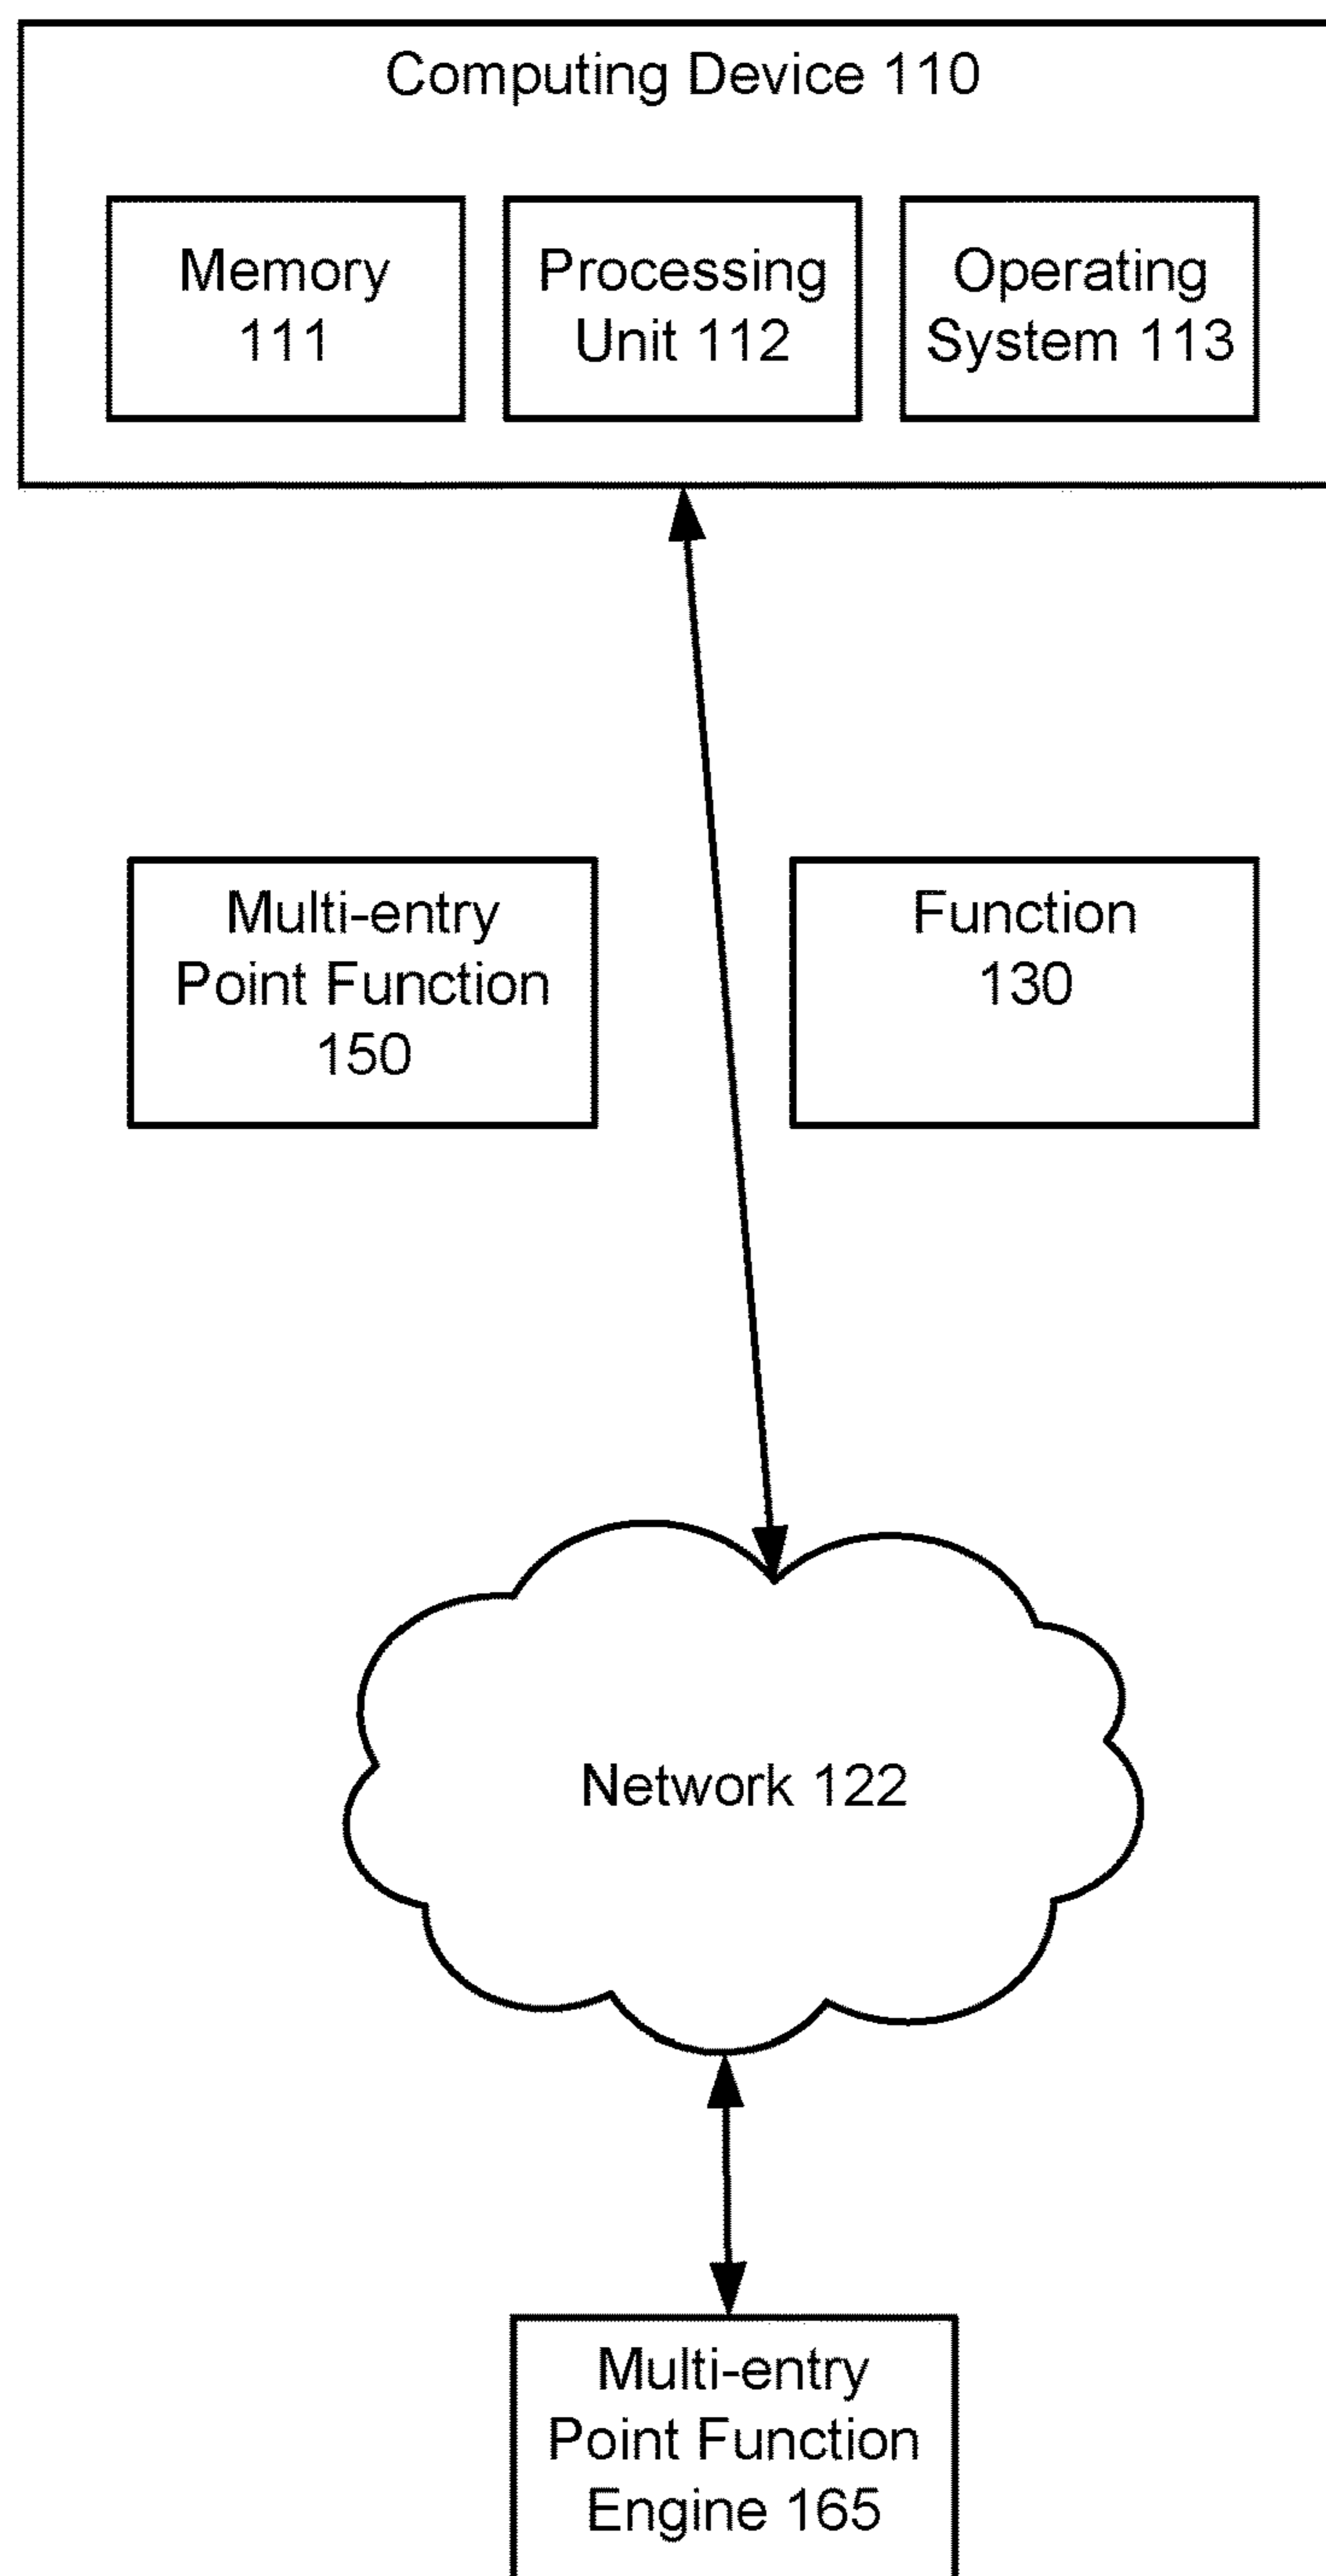 Computing Device 110
Memory
111
Processing
Unit 112
Operating
System 113
Multi-entry
Point Function
150
Function
130
Network 122
Multi-entry
Point Function
Engine 165